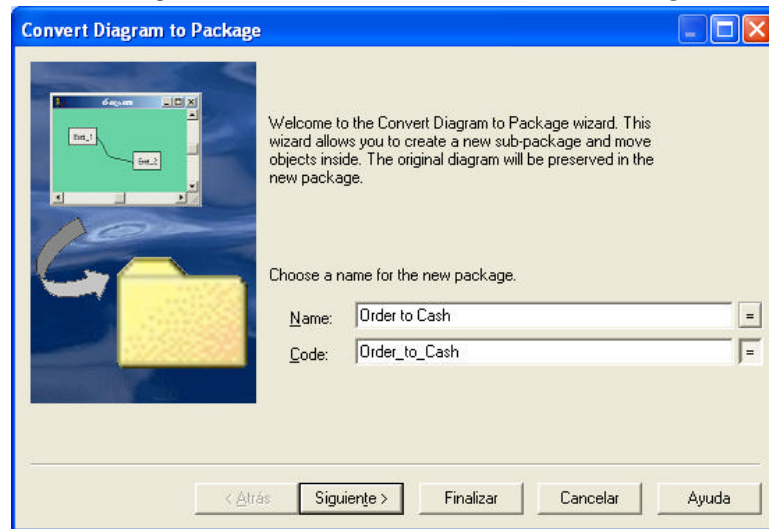 Convert Diagram to Package
Ent_1
Ent_2
Welcome to the Convert Diagram to Package wizard. This
wizard allows you to create a new sub-package and move
objects inside. The original diagram will be preserved in the
new package.
Choose a name for the new package.
Name: Order to Cash =
Code: Order_to_Cash =
< Atrás Siguiente > Finalizar Cancelar Ayuda